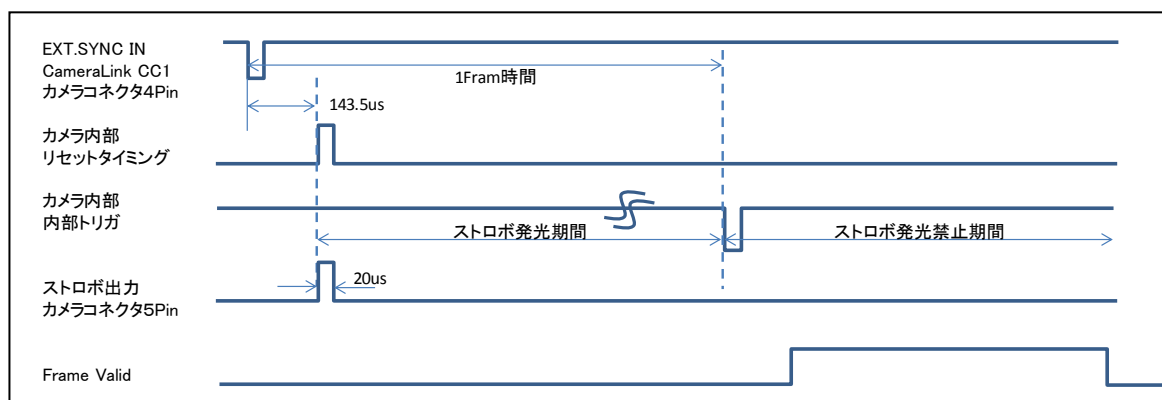 EXT.SYNC IN
CameraLink CC1
カメラコネクタ4Pin
1Fram時間
143.5us
カメラ内部
リセットタイミング
カメラ内部
内部トリガ
ストロボ発光期間
ストロボ発光禁止期間
ストロボ出力
カメラコネクタ5Pin
20us
Frame Valid